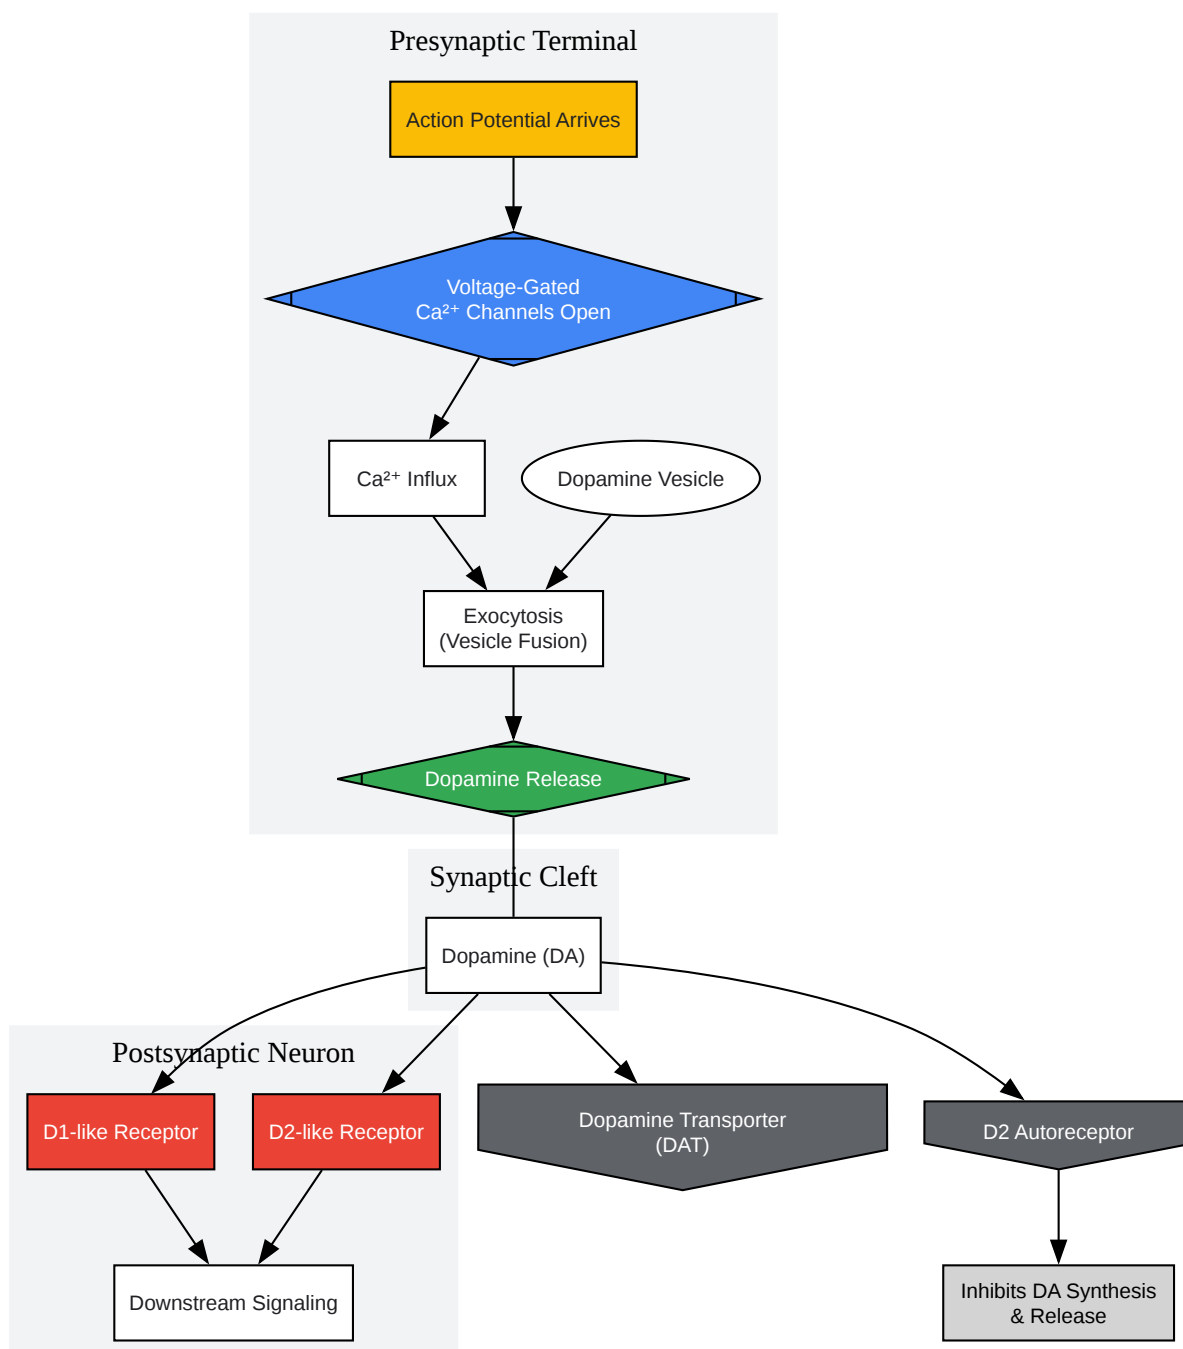 Presynaptic Terminal
Action Potential Arrives
Voltage-Gated
Ca²⁺ Channels Open
Ca²⁺ Influx
Dopamine Vesicle
Exocytosis
(Vesicle Fusion)
Dopamine Release
Synaptic Cleft
Dopamine (DA)
Postsynaptic Neuron
D1-like Receptor
D2-like Receptor
Dopamine Transporter
(DAT)
D2 Autoreceptor
Downstream Signaling
Inhibits DA Synthesis
& Release